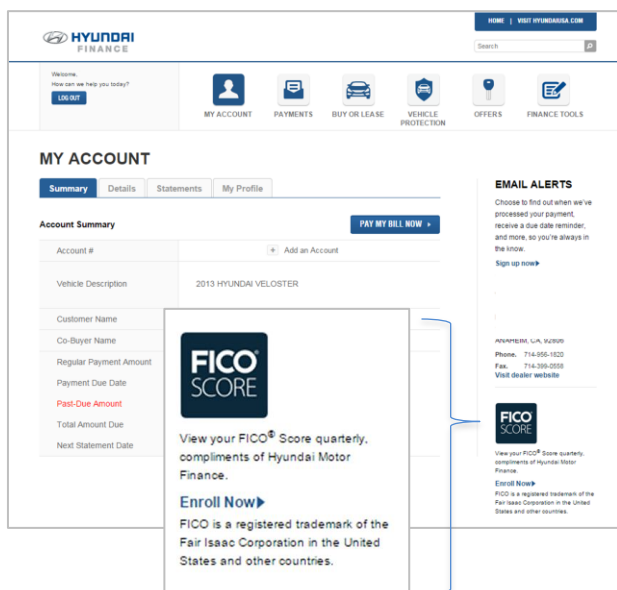 HOME | VISIT HYUNDAIUSA.COM
HYUNDAI
FINANCE
Search
Welcome.
How can we help you today?
LOG OUT
MY ACCOUNT
PAYMENTS
BUY OR LEASE
VEHICLE
PROTECTION
OFFERS
FINANCE TOOLS
MY ACCOUNT
Summary
Details
Statements
My Profile
Account Summary
PAY MY BILL NOW
Account #
+ Add an Account
Vehicle Description
2013 HYUNDAI VELOSTER
Customer Name
Co-Buyer Name
Regular Payment Amount
Payment Due Date
Past-Due Amount
Total Amount Due
Next Statement Date
FICO®
SCORE
View your FICO® Score quarterly,
compliments of Hyundai Motor
Finance.
Enroll Now
FICO is a registered trademark of the
Fair Isaac Corporation in the United
States and other countries.
EMAIL ALERTS
Choose to find out when we've
processed your payment,
receive a due date reminder,
and more, so you're always in
the know.
Sign up now
ANAHEIM, CA, 92806
Phone. 714-956-1820
Fax. 714-399-0558
Visit dealer website
FICO
SCORE
View your FICO® Score quarterly,
compliments of Hyundai Motor
Finance.
Enroll Now
FICO is a registered trademark of the
Fair Isaac Corporation in the United
States and other countries.